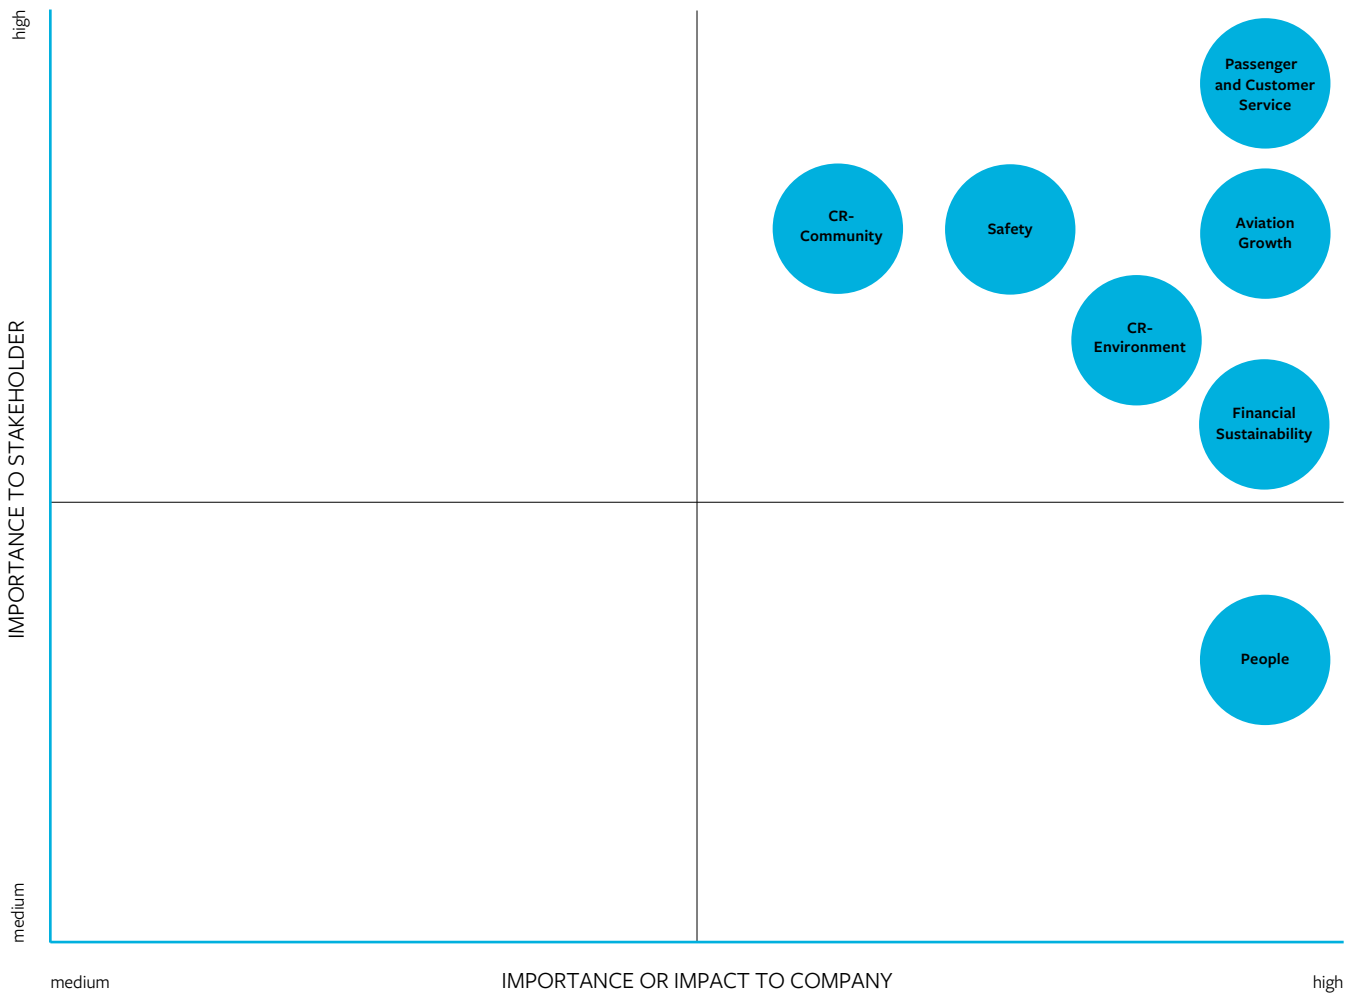 high
Passenger
and Customer
Service
CR-
Community
Safety
Aviation
Growth
CR-
Environment
Financial
Sustainability
IMPORTANCE TO STAKEHOLDER
People
medium
medium
IMPORTANCE OR IMPACT TO COMPANY
high